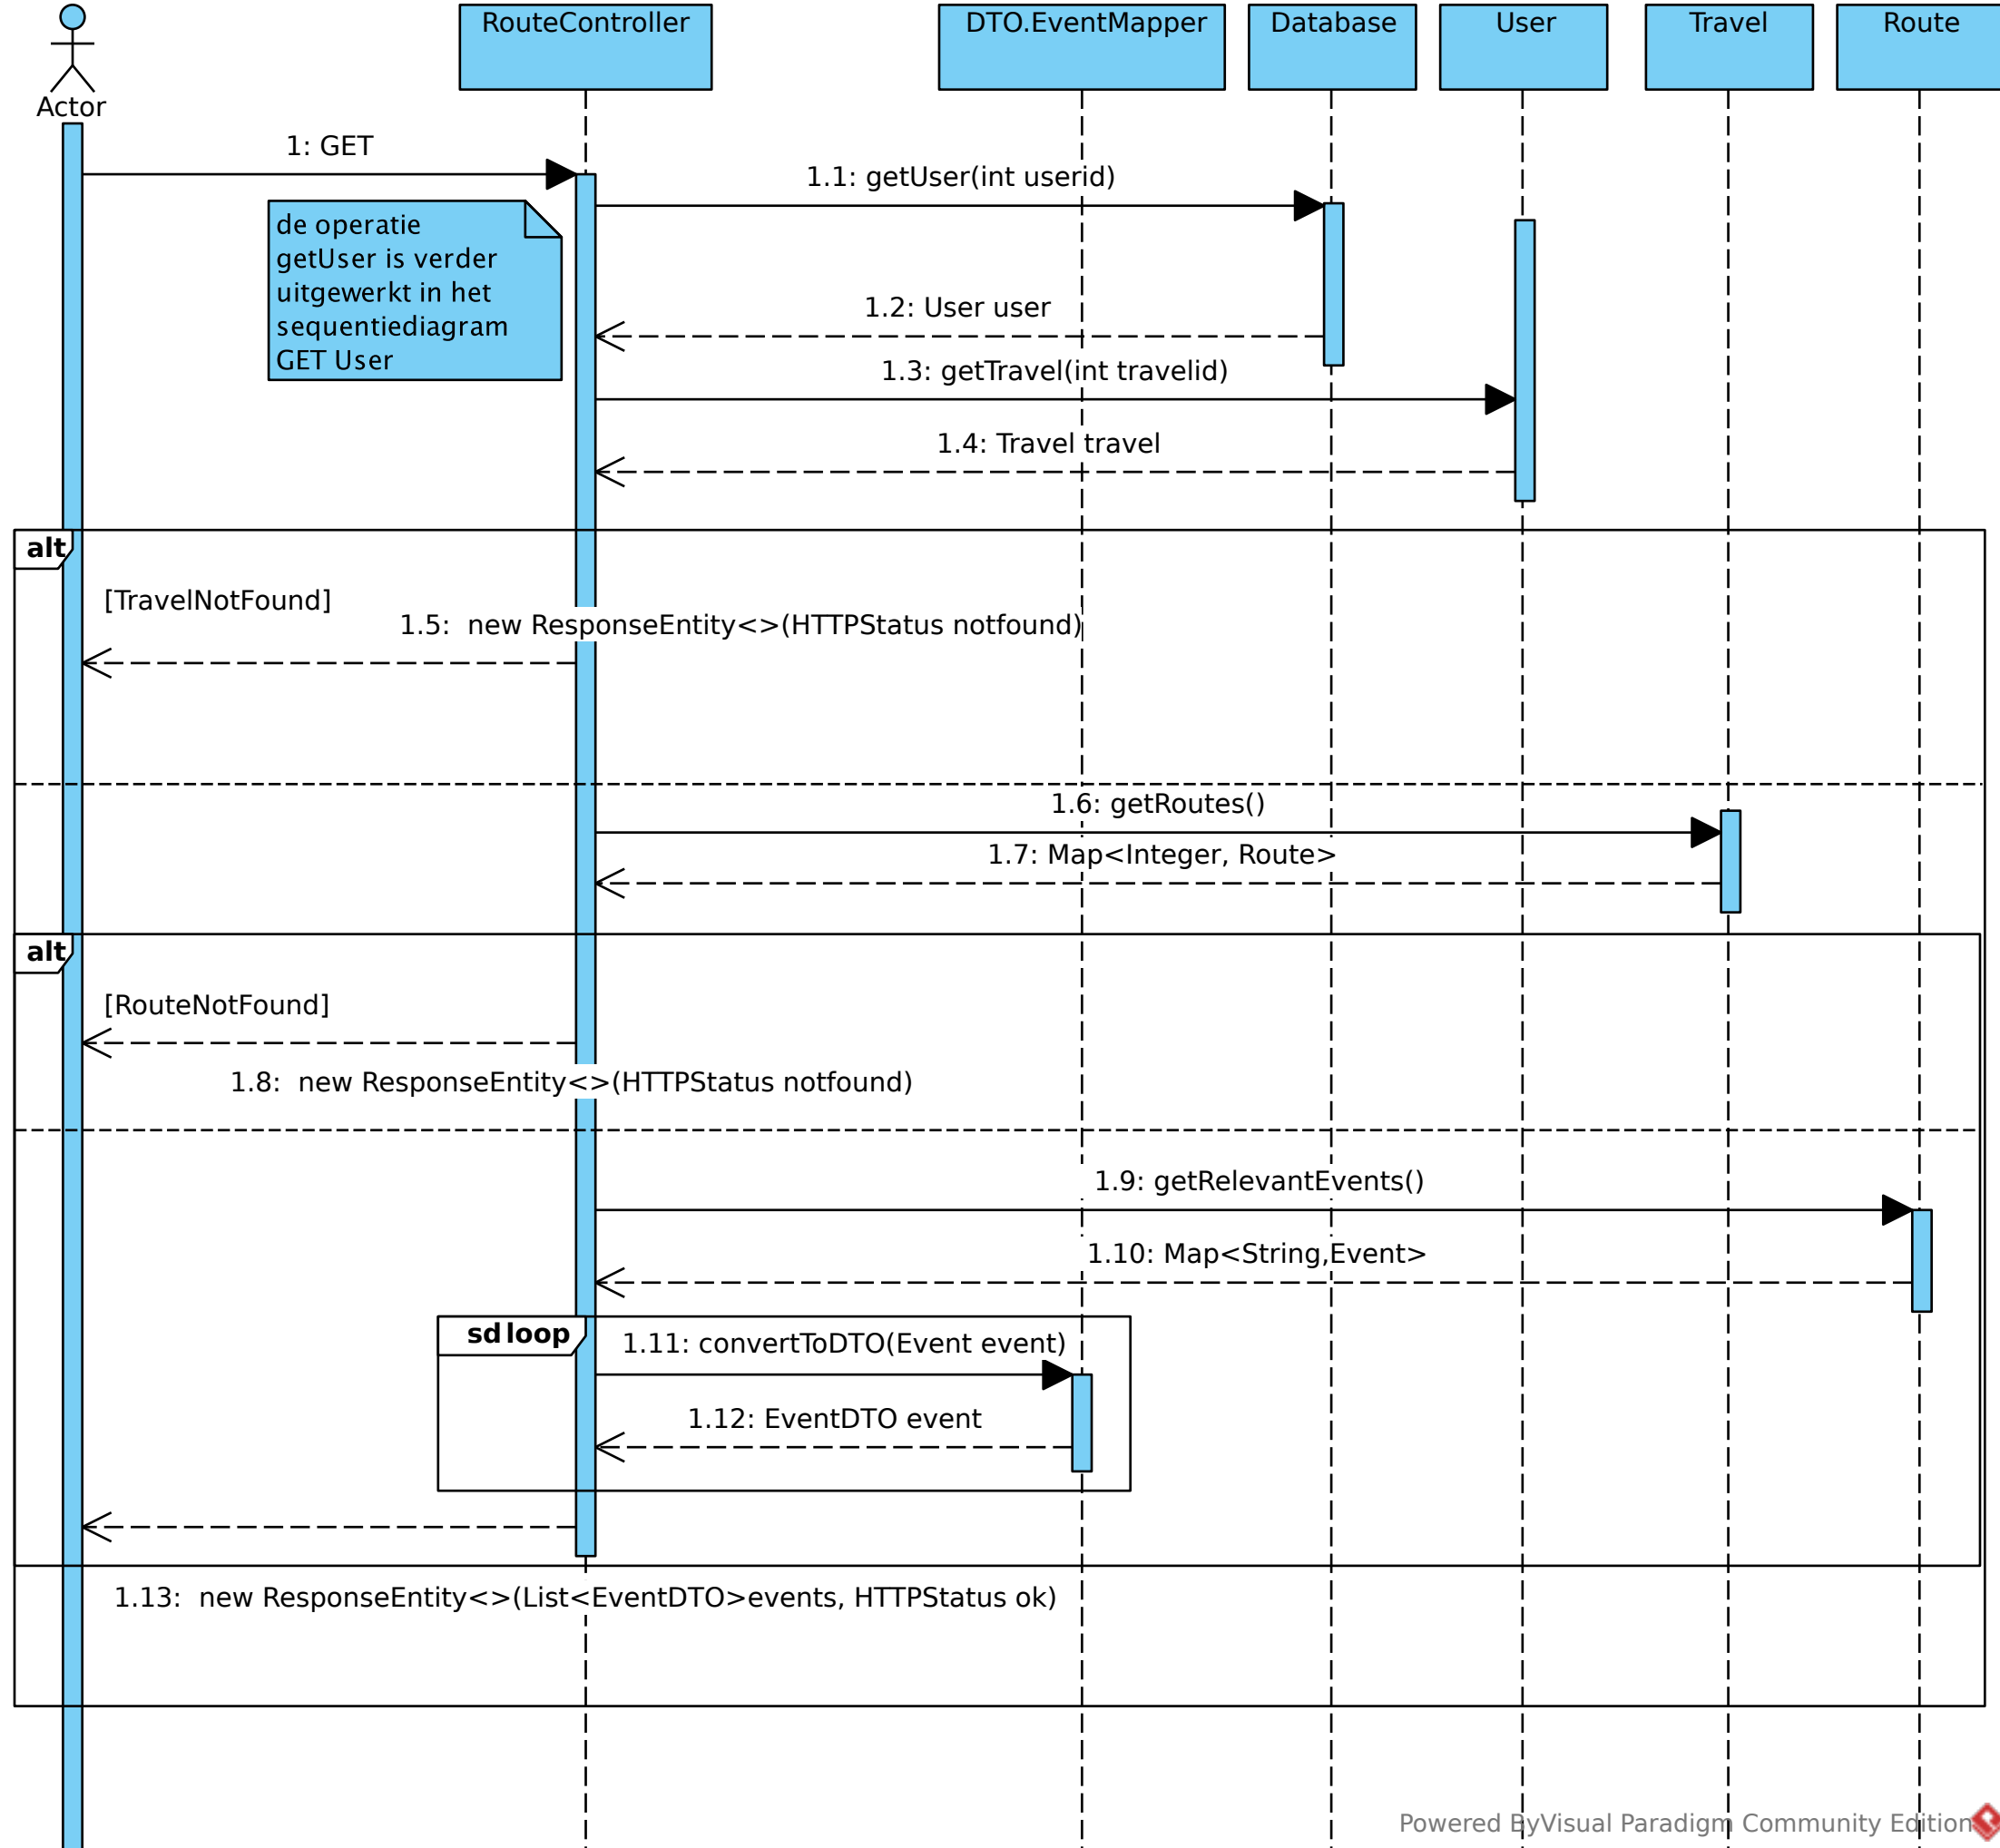 RouteController
DTO.EventMapper
Database
User
Travel
Route
Actor
1: GET
1.1: getUser(int userid)
de operatie
getUser is verder
uitgewerkt in het
sequentiediagram
GET User
1.2: User user
1.3: getTravel(int travelid)
1.4: Travel travel
alt
[TravelNotFound]
1.5:  new ResponseEntity<>(HTTPStatus notfound)
1.6: getRoutes()
1.7: Map<Integer, Route>
alt
[RouteNotFound]
1.8:  new ResponseEntity<>(HTTPStatus notfound)
1.9: getRelevantEvents()
1.10: Map<String,Event>
sd loop
1.11: convertToDTO(Event event)
1.12: EventDTO event
1.13:  new ResponseEntity<>(List<EventDTO>events, HTTPStatus ok)
Powered ByVisual Paradigm Community Edition